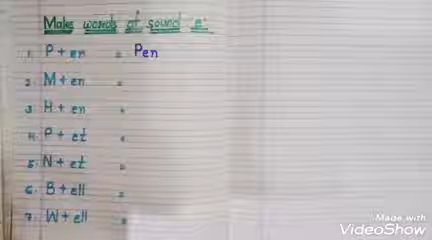 Make words of sound e
1. P + en = Pen
2. M + en =
3. H + en =
4. P + et =
5. N + et =
6. B + ell =
7. W + ell =
Made with
VideoShow